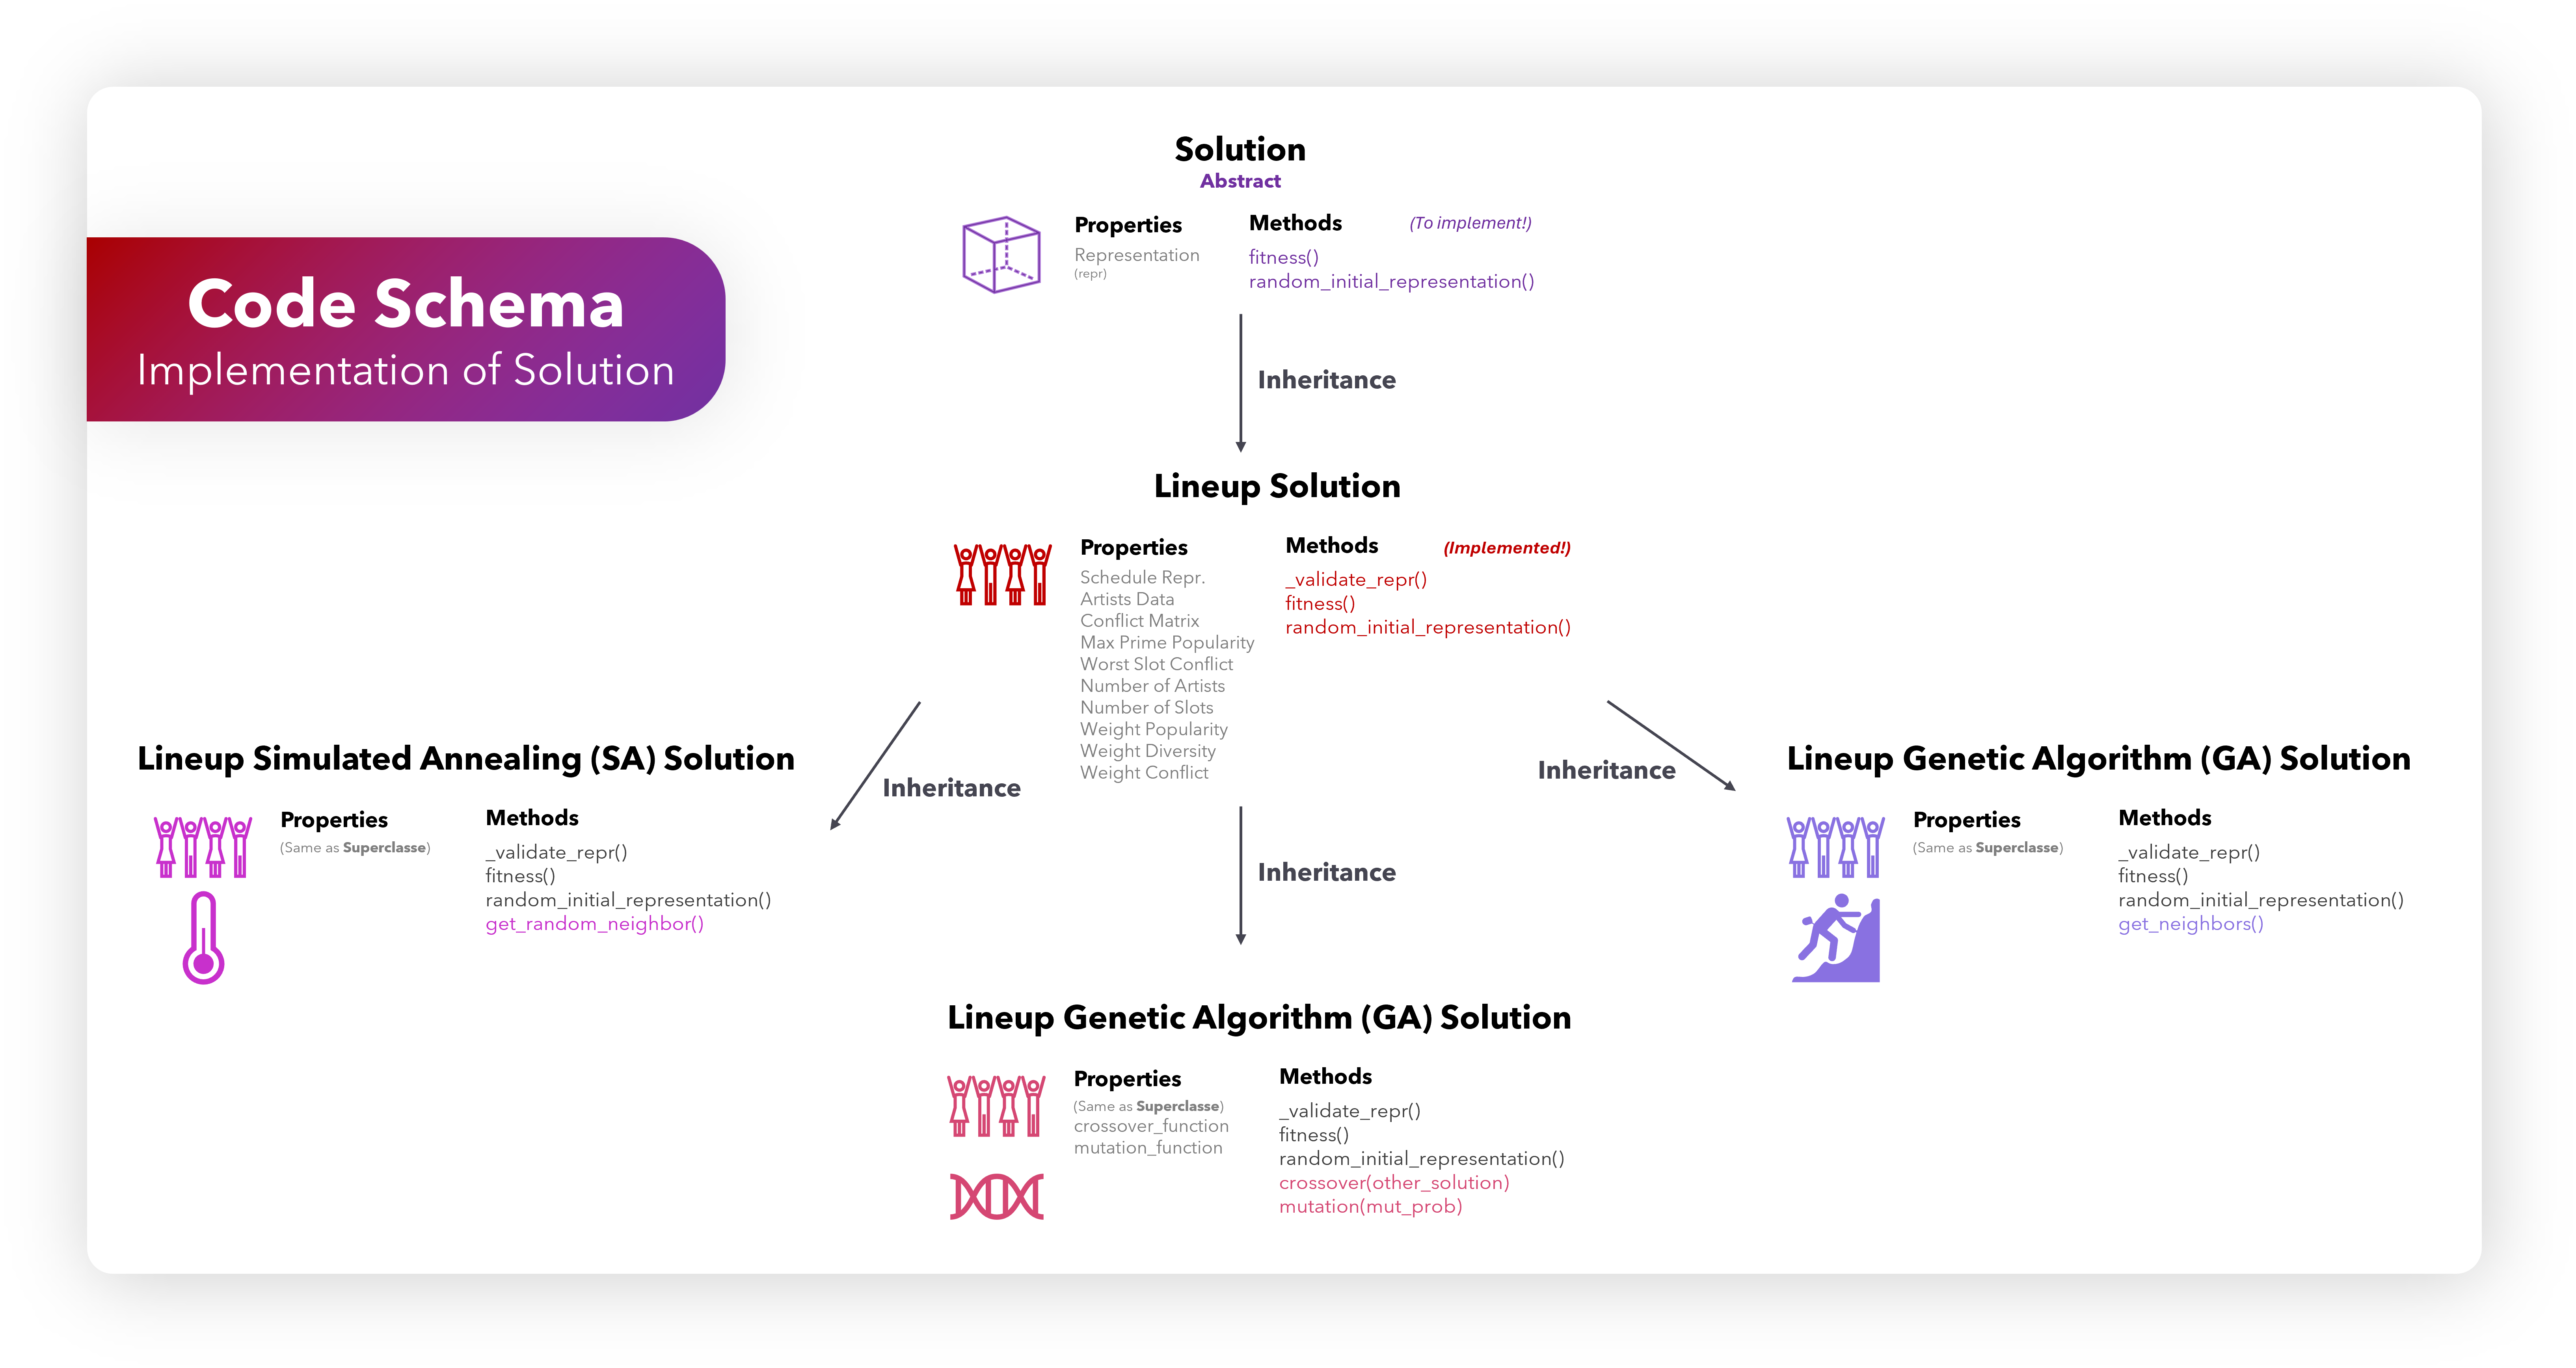 Code Schema
Implementation of Solution
Solution
Abstract
Properties
Representation
(repr)
Methods
(To implement!)
fitness()
random_initial_representation()
Inheritance
Lineup Solution
Properties
Schedule Repr.
Artists Data
Conflict Matrix
Max Prime Popularity
Worst Slot Conflict
Number of Artists
Number of Slots
Weight Popularity
Weight Diversity
Weight Conflict
Methods
(Implemented!)
_validate_repr()
fitness()
random_initial_representation()
Inheritance
Inheritance
Inheritance
Lineup Simulated Annealing (SA) Solution
Properties
(Same as Superclasse)
Methods
_validate_repr()
fitness()
random_initial_representation()
get_random_neighbor()
Lineup Genetic Algorithm (GA) Solution
Properties
(Same as Superclasse)
Methods
_validate_repr()
fitness()
random_initial_representation()
get_neighbors()
Lineup Genetic Algorithm (GA) Solution
Properties
(Same as Superclasse)
crossover_function
mutation_function
Methods
_validate_repr()
fitness()
random_initial_representation()
crossover(other_solution)
mutation(mut_prob)